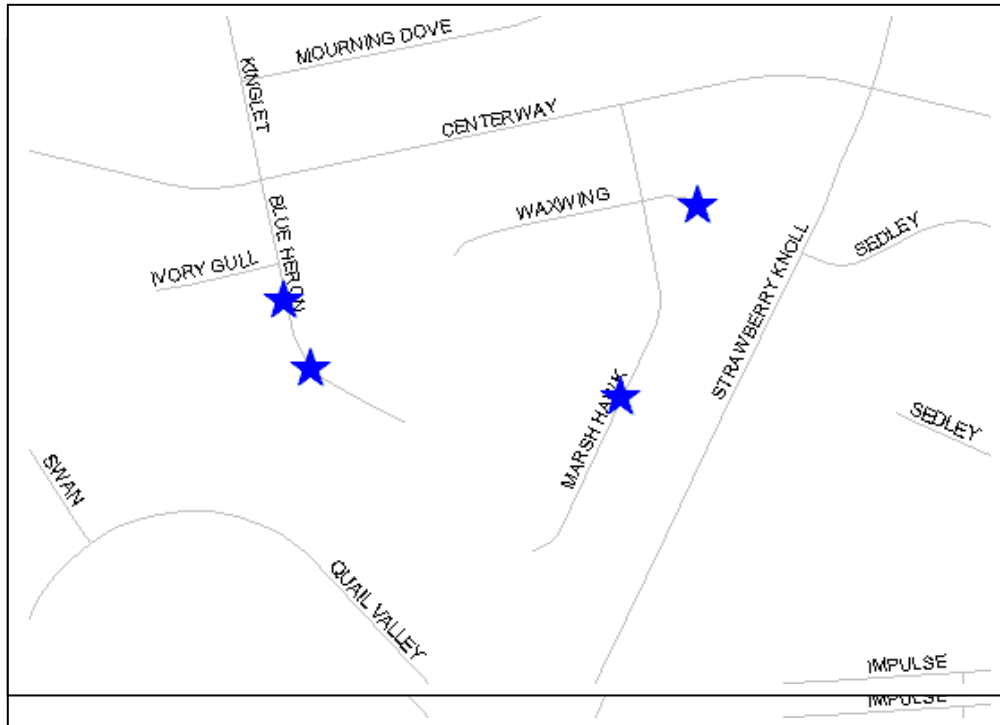 MOURNING DOVE
KINGLET
CENTERWAY
WAXWING
BLUE HERON
SEDLEY
IVORY GULL
STRAWBERRY KNOLL
MARSH HAWK
SEDLEY
SWAN
QUAIL VALLEY
IMPULSE
IMPULSE